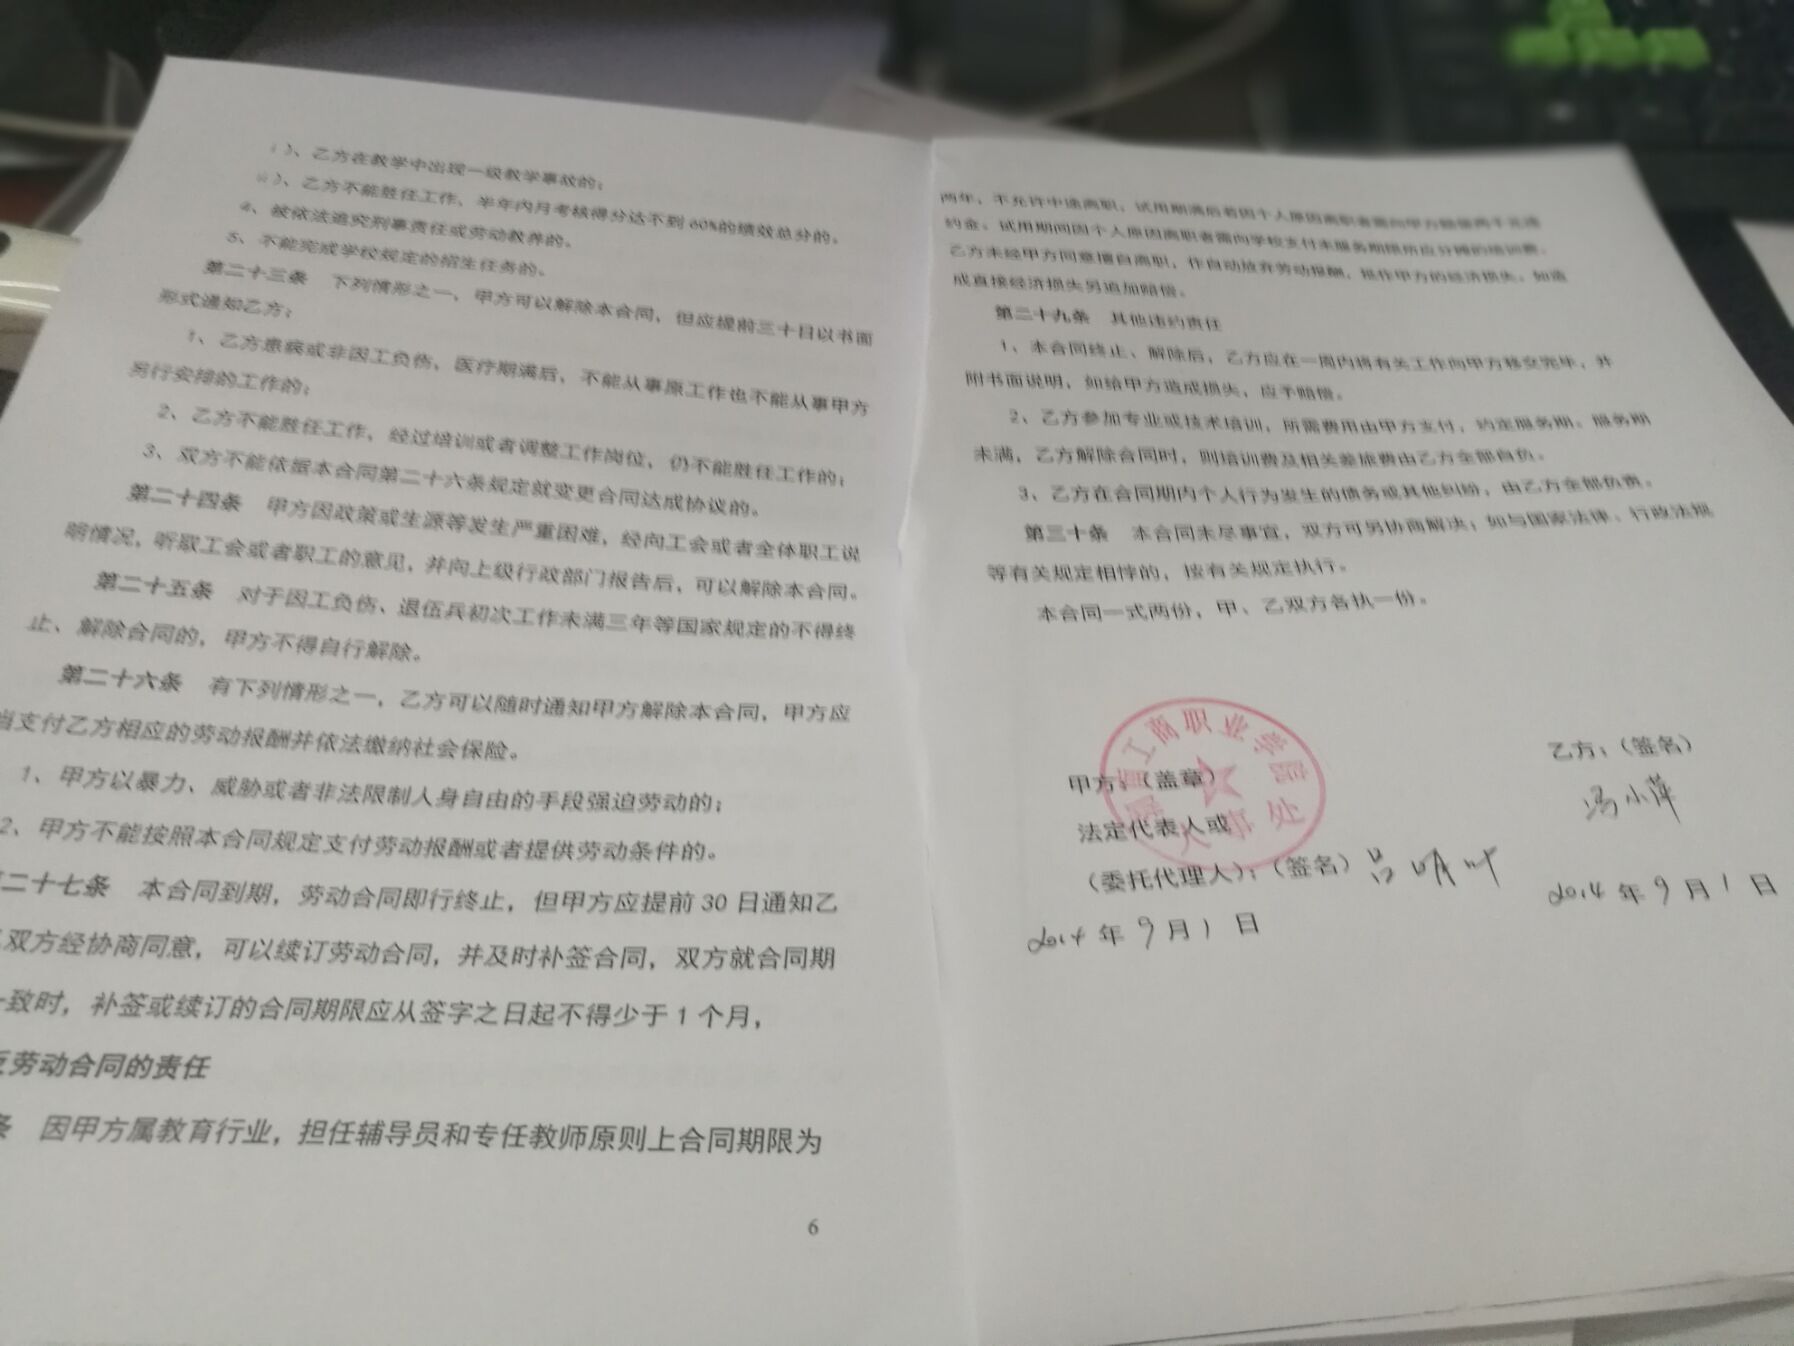 )、乙方在教学中出现一级教学事故的；
)、乙方不能胜任工作，半年内月考核得分达不到60%的绩效总分的。
4、被依法追究刑事责任或劳动教养的。
5、不能完成学校规定的招生任务的。
第二十三条 下列情形之一，甲方可以解除本合同，但应提前三十日以书面
形式通知乙方：
1、乙方患病或非因工负伤，医疗期满后，不能从事原工作也不能从事甲方
另行安排的工作的；
2、乙方不能胜任工作，经过培训或者调整工作岗位，仍不能胜任工作的；
3、双方不能依据本合同第二十六条规定就变更合同达成协议的。
第二十四条 甲方因政策或生源等发生严重困难，经向工会或者全体职工说
明情况，听取工会或者职工的意见，并向上级行政部门报告后，可以解除本合同。
第二十五条 对于因工负伤、退伍兵初次工作未满三年等国家规定的不得终
止、解除合同的，甲方不得自行解除。
第二十六条 有下列情形之一，乙方可以随时通知甲方解除本合同，甲方应
当支付乙方相应的劳动报酬并依法缴纳社会保险。
1、甲方以暴力、威胁或者非法限制人身自由的手段强迫劳动的；
2、甲方不能按照本合同规定支付劳动报酬或者提供劳动条件的。
二十七条 本合同到期，劳动合同即行终止，但甲方应提前30日通知乙
双方经协商同意，可以续订劳动合同，并及时补签合同，双方就合同期
一致时，补签或续订的合同期限应从签字之日起不得少于1个月，
反劳动合同的责任
条 因甲方属教育行业，担任辅导员和专任教师原则上合同期限为
6
两年，不允许中途离职，试用期满后若因个人原因离职者需向甲方赔偿两千元违
约金。试用期间因个人原因离职者需向学校支付未服务期限所应分摊的培训费。
乙方未经甲方同意擅自离职，作自动放弃劳动报酬，抵作甲方的经济损失。如造
成直接经济损失另追加赔偿。
第二十九条 其他违约责任
1、本合同终止、解除后，乙方应在一周内将有关工作向甲方移交完毕，并
附书面说明，如给甲方造成损失，应予赔偿。
2、乙方参加专业或技术培训，所需费用由甲方支付，约定服务期。服务期
未满，乙方解除合同时，则培训费及相关差旅费由乙方全部自负。
3、乙方在合同期内个人行为发生的债务或其他纠纷，由乙方全部负责。
第三十条 本合同未尽事宜，双方可另协商解决；如与国家法律、行政法规
等有关规定相悖的，按有关规定执行。
本合同一式两份，甲、乙双方各执一份。
工商职业学院
人事处
甲方：（盖章）
法定代表人或
（委托代理人）：（签名）吕
2014年9月1日
乙方：（签名）
冯小萍
2014年9月1日